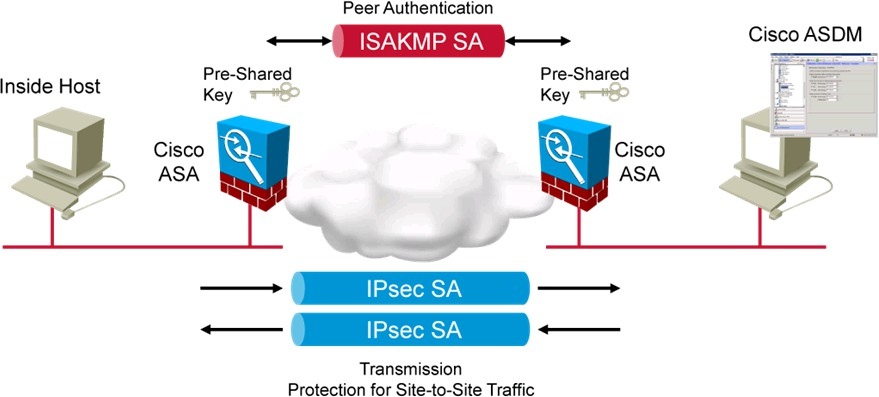 Peer Authentication
ISAKMP SA
Cisco ASDM
Inside Host
Pre-Shared
Key
Pre-Shared
Key
Cisco
ASA
Cisco
ASA
IPsec SA
IPsec SA
Transmission
Protection for Site-to-Site Traffic